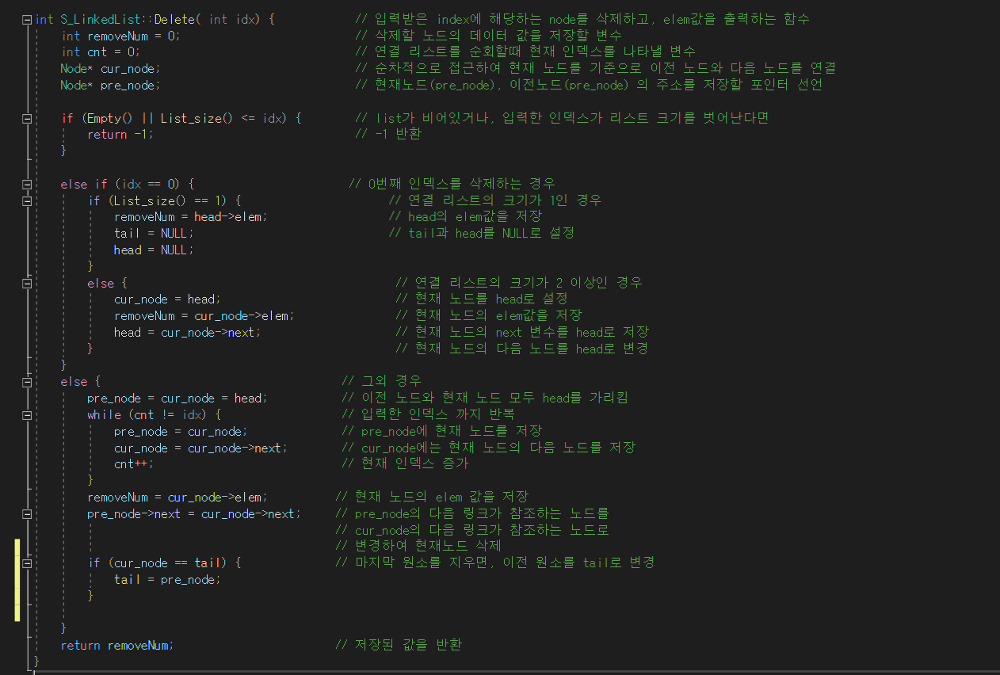 int S_LinkedList::Delete( int idx) { // 입력받은 index에 해당하는 node를 삭제하고, elem값을 출력하는 함수
int removeNum = 0; // 삭제할 노드의 데이터 값을 저장할 변수
int cnt = 0; // 연결 리스트를 순회할때 현재 인덱스를 나타낼 변수
Node* cur_node; // 순차적으로 접근하여 현재 노드를 기준으로 이전 노드와 다음 노드를 연결
Node* pre_node; // 현재노드(pre_node), 이전노드(pre_node) 의 주소를 저장할 포인터 선언
if (Empty() || List_size() <= idx) { // list가 비어있거나, 입력한 인덱스가 리스트 크기를 벗어난다면
return -1; // -1 반환
}
else if (idx == 0) { // 0번째 인덱스를 삭제하는 경우
if (List_size() == 1) { // 연결 리스트의 크기가 1인 경우
removeNum = head->elem; // head의 elem값을 저장
tail = NULL; // tail과 head를 NULL로 설정
head = NULL;
}
else { // 연결 리스트의 크기가 2 이상인 경우
cur_node = head; // 현재 노드를 head로 설정
removeNum = cur_node->elem; // 현재 노드의 elem값을 저장
head = cur_node->next; // 현재 노드의 next 변수를 head로 저장
} // 현재 노드의 다음 노드를 head로 변경
}
else { // 그외 경우
pre_node = cur_node = head; // 이전 노드와 현재 노드 모두 head를 가리킴
while (cnt != idx) { // 입력한 인덱스 까지 반복
pre_node = cur_node; // pre_node에 현재 노드를 저장
cur_node = cur_node->next; // cur_node에는 현재 노드의 다음 노드를 저장
cnt++; // 현재 인덱스 증가
}
removeNum = cur_node->elem; // 현재 노드의 elem 값을 저장
pre_node->next = cur_node->next; // pre_node의 다음 링크가 참조하는 노드를
// cur_node의 다음 링크가 참조하는 노드로
// 변경하여 현재노드 삭제
if (cur_node == tail) { // 마지막 원소를 지우면, 이전 원소를 tail로 변경
tail = pre_node;
}
}
return removeNum; // 저장된 값을 반환
}